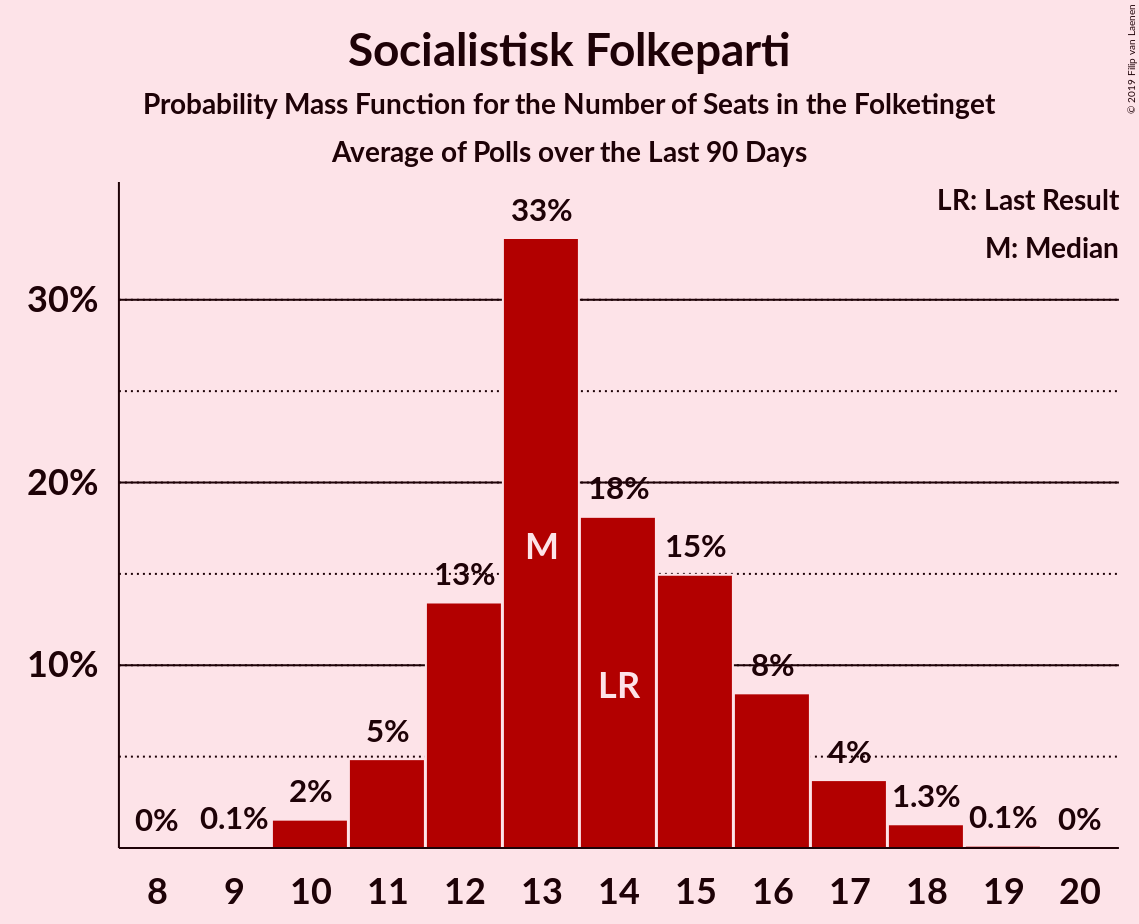 Socialistisk Folkeparti
Probability Mass Function for the Number of Seats in the Folketinget
Average of Polls over the Last 90 Days
© 2019 Filip van Laenen
LR: Last Result
M: Median
30%
20%
10%
0%
0.1%
2%
5%
13%
33%
18%
15%
8%
4%
1.3%
0.1%
0%
M
LR
8 9 10 11 12 13 14 15 16 17 18 19 20